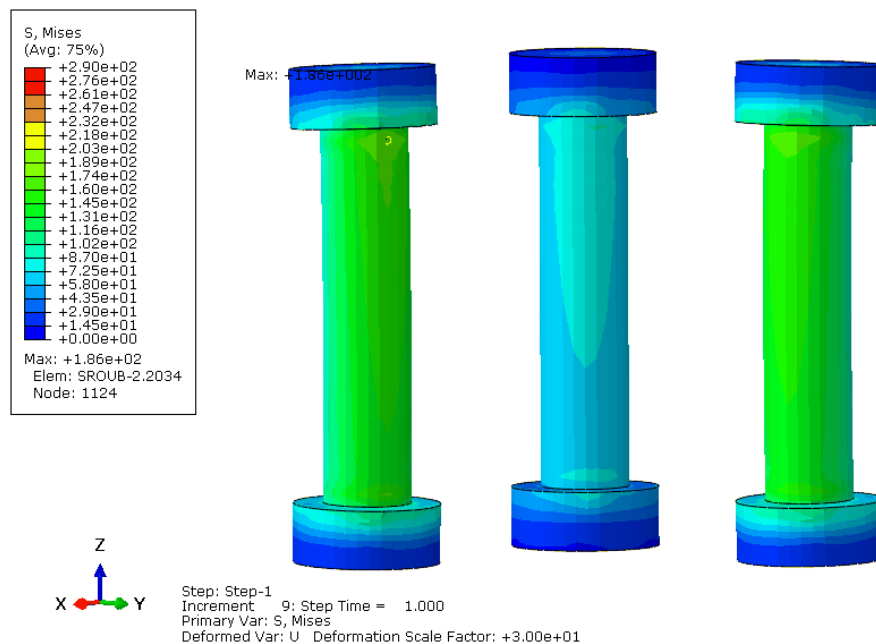 S, Mises
(Avg: 75%)
+2.90e+02
+2.76e+02
+2.61e+02
+2.47e+02
+2.32e+02
+2.18e+02
+2.03e+02
+1.89e+02
+1.74e+02
+1.60e+02
+1.45e+02
+1.31e+02
+1.16e+02
+1.02e+02
+8.70e+01
+7.25e+01
+5.80e+01
+4.35e+01
+2.90e+01
+1.45e+01
+0.00e+00
Max: +1.86e+02
Elem: SROUB-2.2034
Node: 1124
Max: +1.86e+002
Z
X
Y
Step: Step-1
Increment 9: Step Time = 1.000
Primary Var: S, Mises
Deformed Var: U Deformation Scale Factor: +3.00e+01